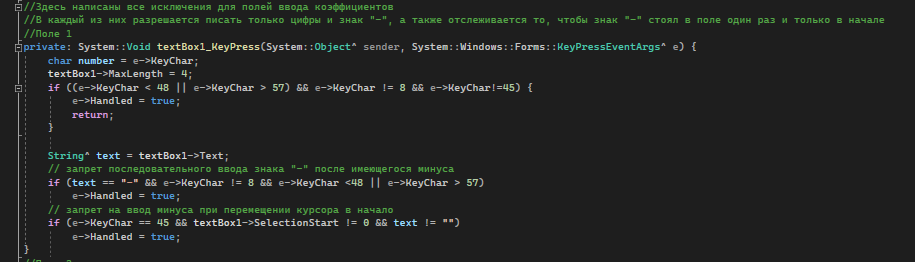 //Здесь написаны все исключения для полей ввода коэффициентов
//В каждый из них разрешается писать только цифры и знак "-", а также отслеживается то, чтобы знак "-" стоял в поле один раз и только в начале
//Поле 1
private: System::Void textBox1_KeyPress(System::Object^ sender, System::Windows::Forms::KeyPressEventArgs^ e) {
char number = e->KeyChar;
textBox1->MaxLength = 4;
if ((e->KeyChar < 48 || e->KeyChar > 57) && e->KeyChar != 8 && e->KeyChar!=45) {
e->Handled = true;
return;
}
String^ text = textBox1->Text;
// запрет последовательного ввода знака "-" после имеющегося минуса
if (text == "-" && e->KeyChar != 8 && e->KeyChar <48 || e->KeyChar > 57)
e->Handled = true;
// запрет на ввод минуса при перемещении курсора в начало
if (e->KeyChar == 45 && textBox1->SelectionStart != 0 && text != "")
e->Handled = true;
}